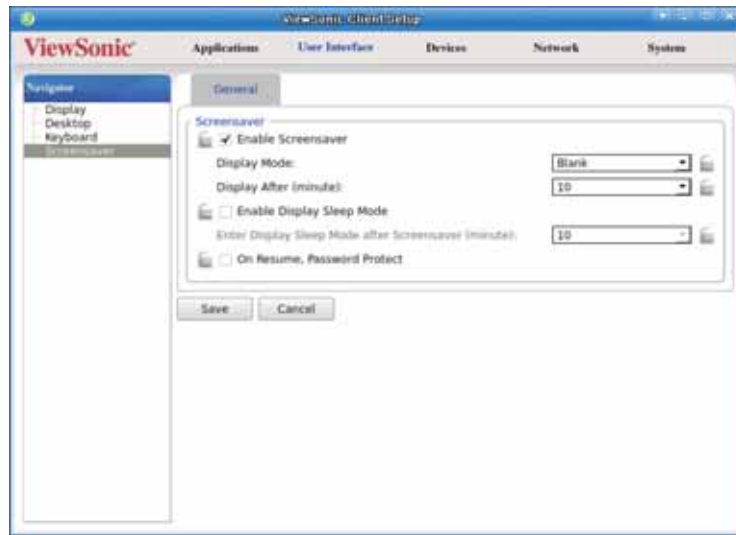 ViewSonic Client Setup
ViewSonic
Applications User Interface Devices Network System
Navigator
General
Display
Desktop
Keyboard
Screensaver
Screensaver
Enable Screensaver
Display Mode: Blank
Display After (minute): 10
Enable Display Sleep Mode
Enter Display Sleep Mode after Screensaver (minute): 10
On Resume, Password Protect
Save Cancel